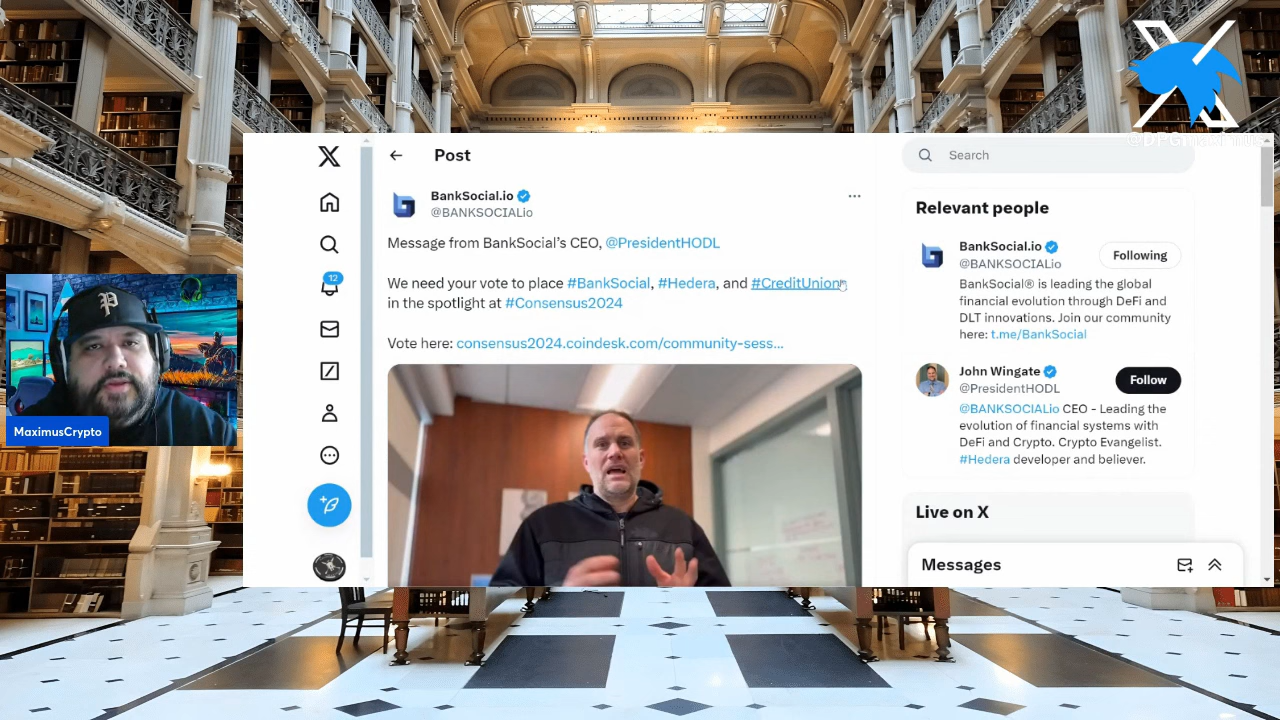 Post
Search
BankSocial.io
@BANKSOCIALio
Message from BankSocial's CEO, @PresidentHODL
We need your vote to place #BankSocial, #Hedera, and #CreditUnion
in the spotlight at #Consensus2024
Vote here: consensus2024.coindesk.com/community-sess...
12
Relevant people
BankSocial.io
@BANKSOCIALio
Following
BankSocial® is leading the global
financial evolution through DeFi and
DLT innovations. Join our community
here: t.me/BankSocial
John Wingate
@PresidentHODL
Follow
@BANKSOCIALio CEO - Leading the
evolution of financial systems with
DeFi and Crypto. Crypto Evangelist.
#Hedera developer and believer.
Live on X
Messages
MaximusCrypto
P